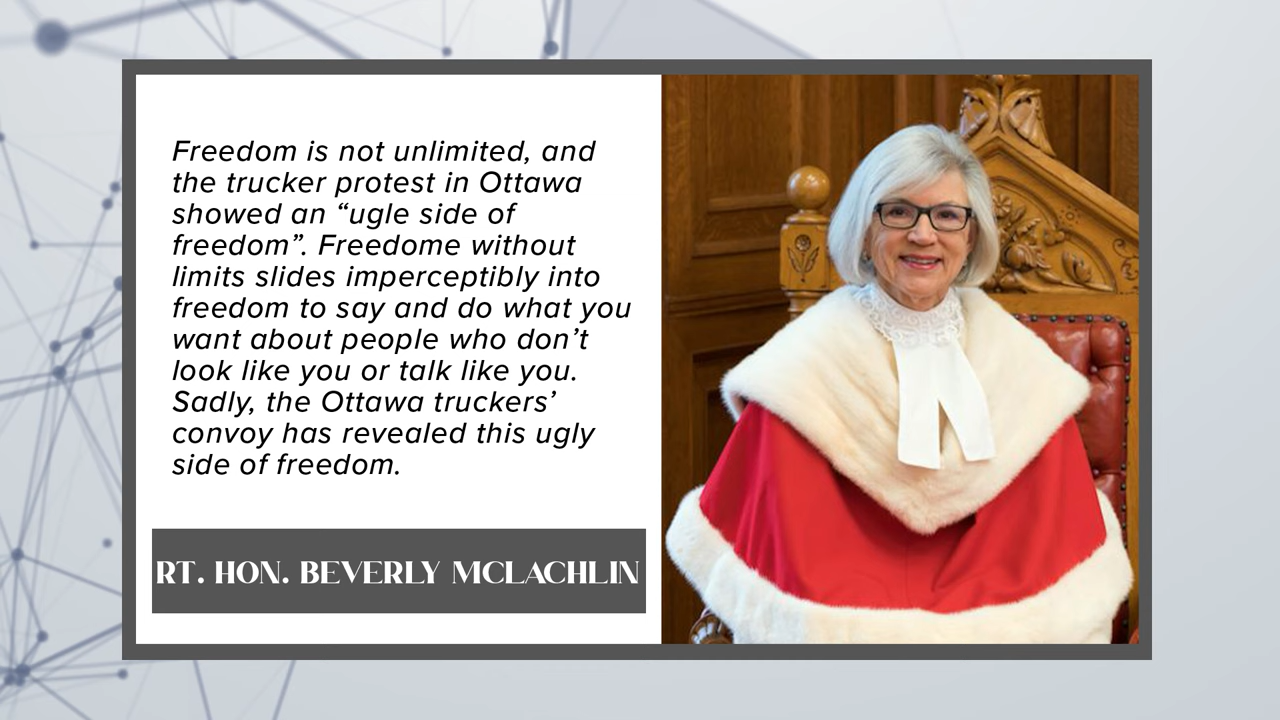 Freedom is not unlimited, and
the trucker protest in Ottawa
showed an “ugle side of
freedom”. Freedome without
limits slides imperceptibly into
freedom to say and do what you
want about people who don’t
look like you or talk like you.
Sadly, the Ottawa truckers’
convoy has revealed this ugly
side of freedom.
RT. HON. BEVERLY MCLACHLIN